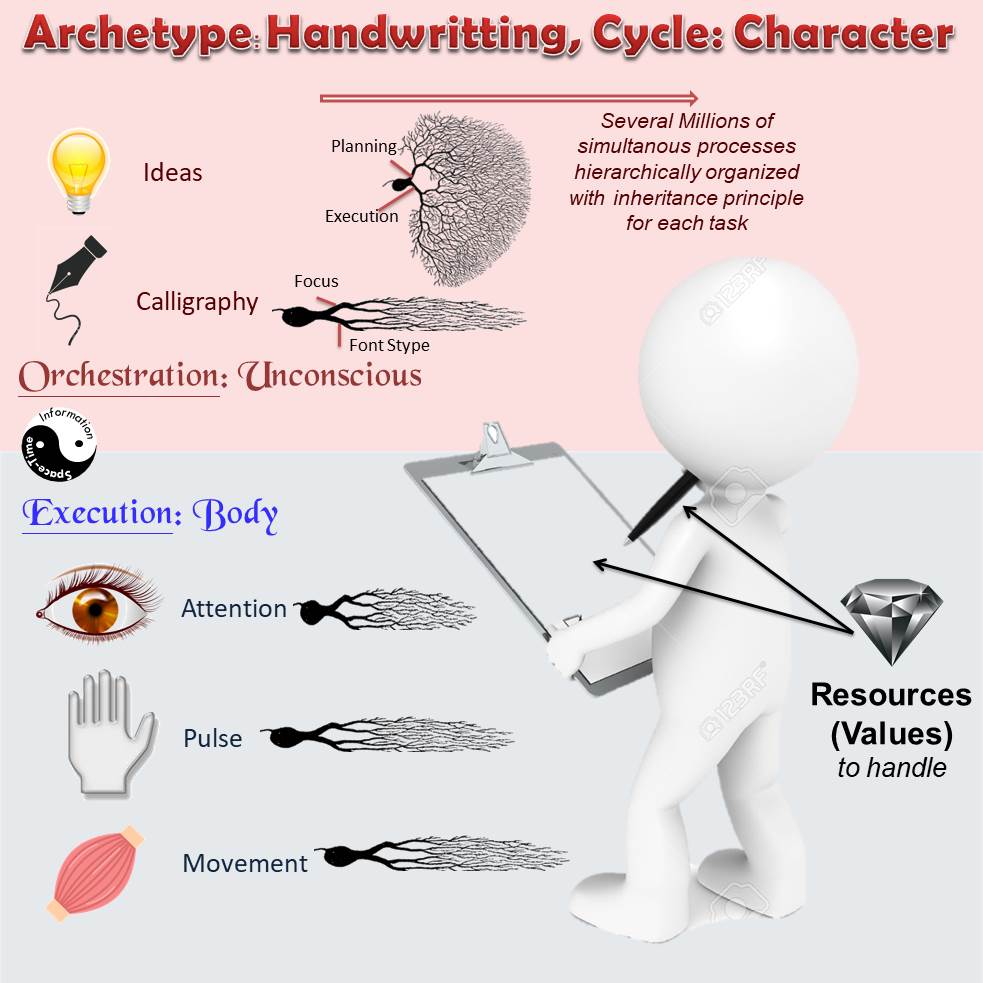 Archetype: Handwritting, Cycle: Character
Several Millions of
simultanous processes
hierarchically organized
with inheritance principle
for each task
Planning
Ideas
Execution
Focus
Calligraphy
Font Stype
Orchestration: Unconscious
Information
Space-Time
Execution: Body
Attention
Pulse
Movement
Resources
(Values)
to handle
123RF
123RF